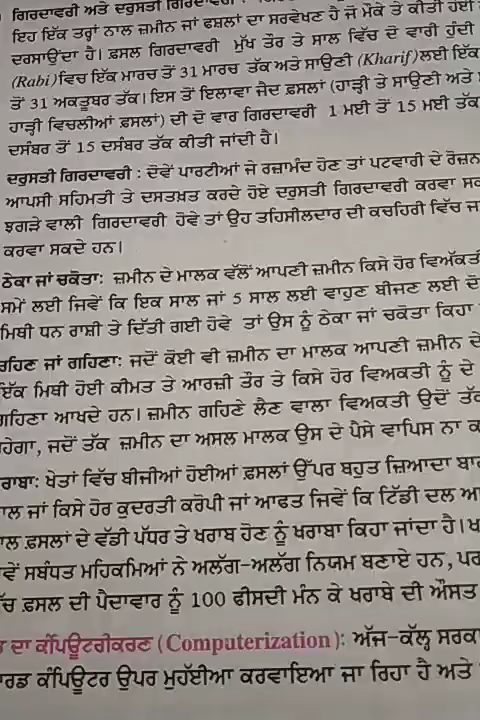 ਗਿਰਦਾਵਰੀ ਅਤੇ ਦਰੁਸਤੀ
ਇਹ ਇੱਕ ਤਰ੍ਹਾਂ ਨਾਲ ਜ਼ਮੀਨ ਜਾਂ ਫਸ਼ਲਾਂ ਦਾ ਸਰਵੇਖਣ ਹੈ ਜੋ ਮੌਕੇ ਤੇ ਕੀਤੀ ਹੋਈ
ਦਰਸਾਉਂਦਾ ਹੈ। ਫ਼ਸਲ ਗਿਰਦਾਵਰੀ ਮੁੱਖ ਤੌਰ ਤੇ ਸਾਲ ਵਿੱਚ ਦੋ ਵਾਰੀ ਹੁੰਦੀ
(Rabi)ਵਿਚ ਇੱਕ ਮਾਰਚ ਤੋਂ 31 ਮਾਰਚ ਤੱਕ ਅਤੇ ਸਾਉਣੀ (Kharif) ਲਈ ਇੱਕ
ਤੋਂ 31 ਅਕਤੂਬਰ ਤੱਕ। ਇਸ ਤੋਂ ਇਲਾਵਾ ਜੈਦ ਫ਼ਸਲਾਂ (ਹਾੜ੍ਹੀ ਤੇ ਸਾਉਣੀ ਅਤੇ
ਹਾੜ੍ਹੀ ਵਿਚਲੀਆਂ ਫ਼ਸਲਾਂ) ਦੀ ਦੋ ਵਾਰ ਗਿਰਦਾਵਰੀ 1 ਮਈ ਤੋਂ 15 ਮਈ ਤੱਕ
ਦਸੰਬਰ ਤੋਂ 15 ਦਸੰਬਰ ਤੱਕ ਕੀਤੀ ਜਾਂਦੀ ਹੈ।
ਦਰੁਸਤੀ ਗਿਰਦਾਵਰੀ : ਦੋਵੇਂ ਪਾਰਟੀਆਂ ਜੇ ਰਜ਼ਾਮੰਦ ਹੋਣ ਤਾਂ ਪਟਵਾਰੀ ਦੇ ਰੋਜ਼ਨ
ਆਪਸੀ ਸਹਿਮਤੀ ਤੇ ਦਸਤਖ਼ਤ ਕਰਦੇ ਹੋਏ ਦਰੁਸਤੀ ਗਿਰਦਾਵਰੀ ਕਰਵਾ ਸਕ
ਝਗੜੇ ਵਾਲੀ ਗਿਰਦਾਵਰੀ ਹੋਵੇ ਤਾਂ ਉਹ ਤਹਿਸੀਲਦਾਰ ਦੀ ਕਚਹਿਰੀ ਵਿੱਚ ਜ
ਕਰਵਾ ਸਕਦੇ ਹਨ।
ਠੇਕਾ ਜਾਂ ਚਕੋਤਾ: ਜ਼ਮੀਨ ਦੇ ਮਾਲਕ ਵੱਲੋਂ ਆਪਣੀ ਜ਼ਮੀਨ ਕਿਸੇ ਹੋਰ ਵਿਅੱਕਤੀ
ਸਮੇਂ ਲਈ ਜਿਵੇਂ ਕਿ ਇਕ ਸਾਲ ਜਾਂ 5 ਸਾਲ ਲਈ ਵਾਹੁਣ ਬੀਜਣ ਲਈ ਦੋ
ਮਿਥੀ ਧਨ ਰਾਸ਼ੀ ਤੇ ਦਿੱਤੀ ਗਈ ਹੋਵੇ ਤਾਂ ਉਸ ਨੂੰ ਠੇਕਾ ਜਾਂ ਚਕੋਤਾ ਕਿਹਾ
ਰਹਿਣ ਜਾਂ ਗਹਿਣਾ: ਜਦੋਂ ਕੋਈ ਵੀ ਜ਼ਮੀਨ ਦਾ ਮਾਲਕ ਆਪਣੀ ਜ਼ਮੀਨ ਦੇ
ਇੱਕ ਮਿਥੀ ਹੋਈ ਕੀਮਤ ਤੇ ਆਰਜ਼ੀ ਤੌਰ ਤੇ ਕਿਸੇ ਹੋਰ ਵਿਅਕਤੀ ਨੂੰ ਦੇ
ਗਹਿਣਾ ਆਖਦੇ ਹਨ। ਜ਼ਮੀਨ ਗਹਿਣੇ ਲੈਣ ਵਾਲਾ ਵਿਅਕਤੀ ਉਦੋਂ ਤੱ
ਹੇਗਾ, ਜਦੋਂ ਤੱਕ ਜ਼ਮੀਨ ਦਾ ਅਸਲ ਮਾਲਕ ਉਸ ਦੇ ਪੈਸੇ ਵਾਪਿਸ ਨਾ ਕ
ਰਾਬਾ: ਖੇਤਾਂ ਵਿੱਚ ਬੀਜੀਆਂ ਹੋਈਆਂ ਫ਼ਸਲਾਂ ਉੱਪਰ ਬਹੁਤ ਜ਼ਿਆਦਾ ਬਾ
ਾਲ ਜਾਂ ਕਿਸੇ ਹੋਰ ਕੁਦਰਤੀ ਕਰੋਪੀ ਜਾਂ ਆਫਤ ਜਿਵੇਂ ਕਿ ਟਿੱਡੀ ਦਲ ਆ
ਾਲ ਫ਼ਸਲਾਂ ਦੇ ਵੱਡੀ ਪੱਧਰ ਤੇ ਖਰਾਬ ਹੋਣ ਨੂੰ ਖਰਾਬਾ ਕਿਹਾ ਜਾਂਦਾ ਹੈ। ਖ
ਵੇਂ ਸਬੰਧਤ ਮਹਿਕਮਿਆਂ ਨੇ ਅਲੱਗ-ਅਲੱਗ ਨਿਯਮ ਬਣਾਏ ਹਨ, ਪਰ
ੱਚ ਫ਼ਸਲ ਦੀ ਪੈਦਾਵਾਰ ਨੂੰ 100 ਫੀਸਦੀ ਮੰਨ ਕੇ ਖਰਾਬੇ ਦੀ ਔਸਤ
ਦਾ ਕੰਪਿਊਟਰੀਕਰਣ (Computerization): ਅੱਜ-ਕੱਲ੍ਹ ਸਰਕਾ
ਾਰਡ ਕੰਪਿਊਟਰ ਉਪਰ ਮੁਹੱਈਆ ਕਰਵਾਇਆ ਜਾ ਰਿਹਾ ਹੈ ਅਤੇ